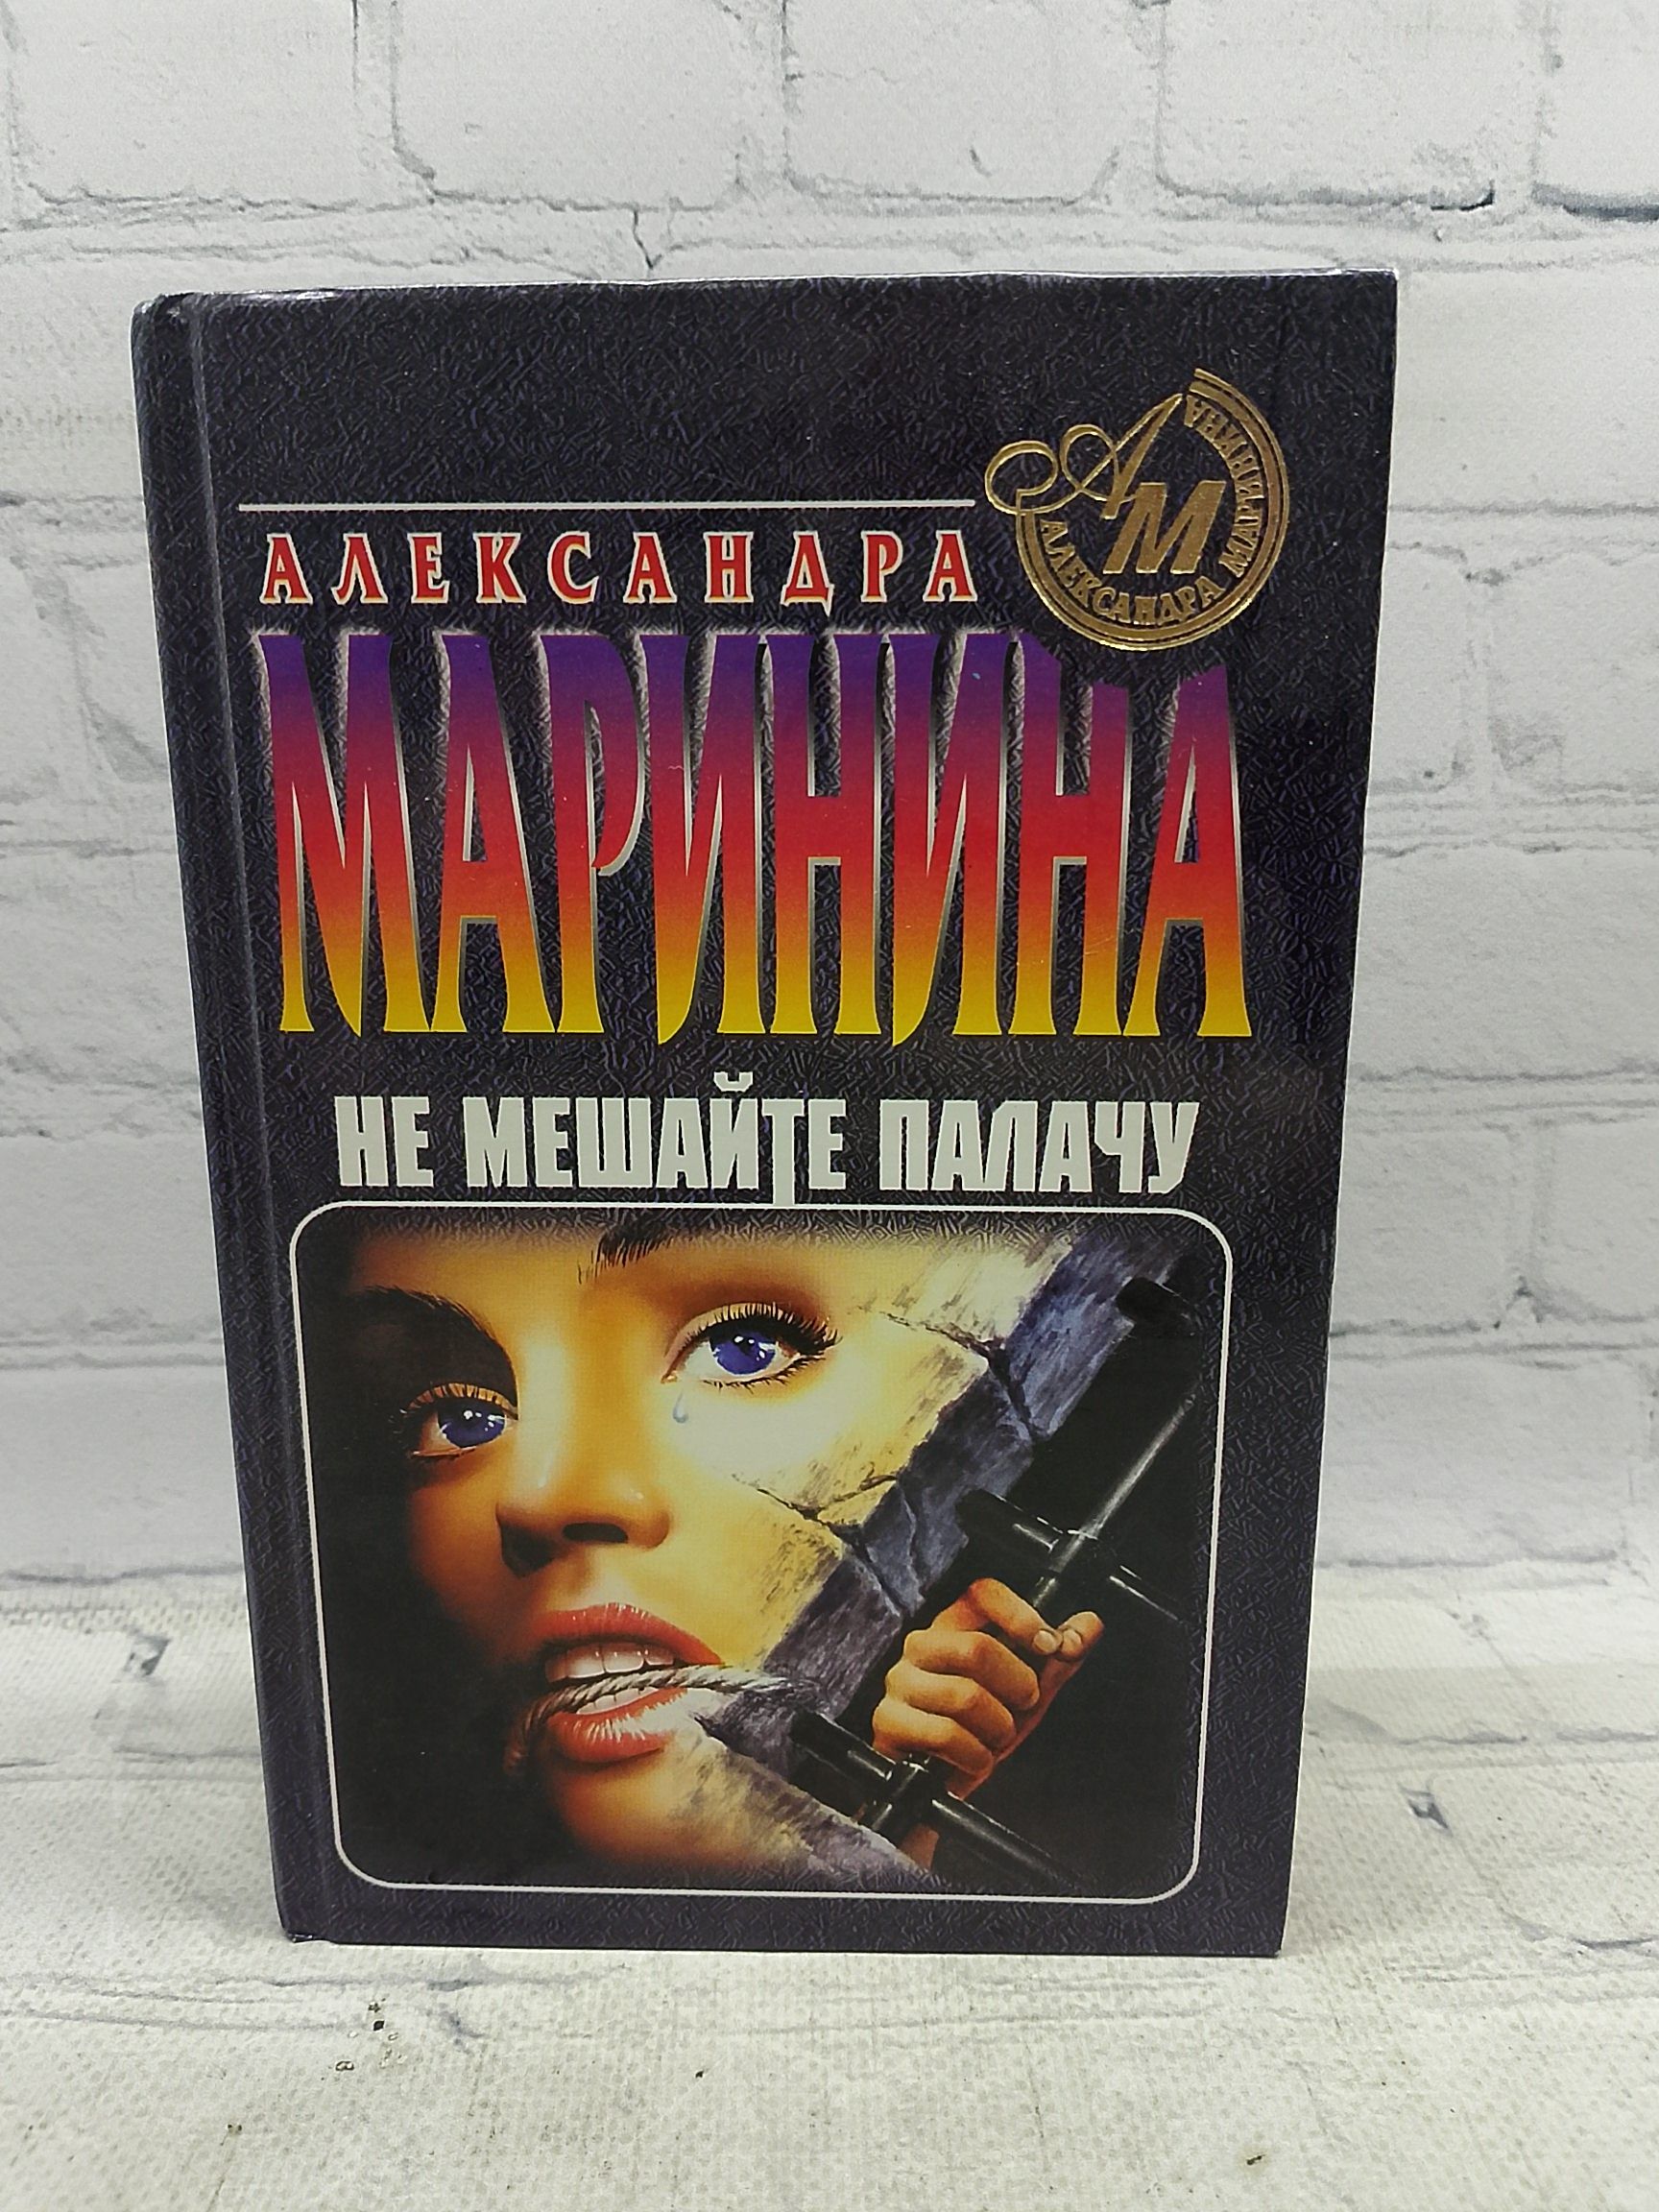 АМ
АЛЕКСАНДРА МАРИНИНА
АЛЕКСАНДРА
МАРИНИНА
НЕ МЕШАЙТЕ ПАЛАЧУ